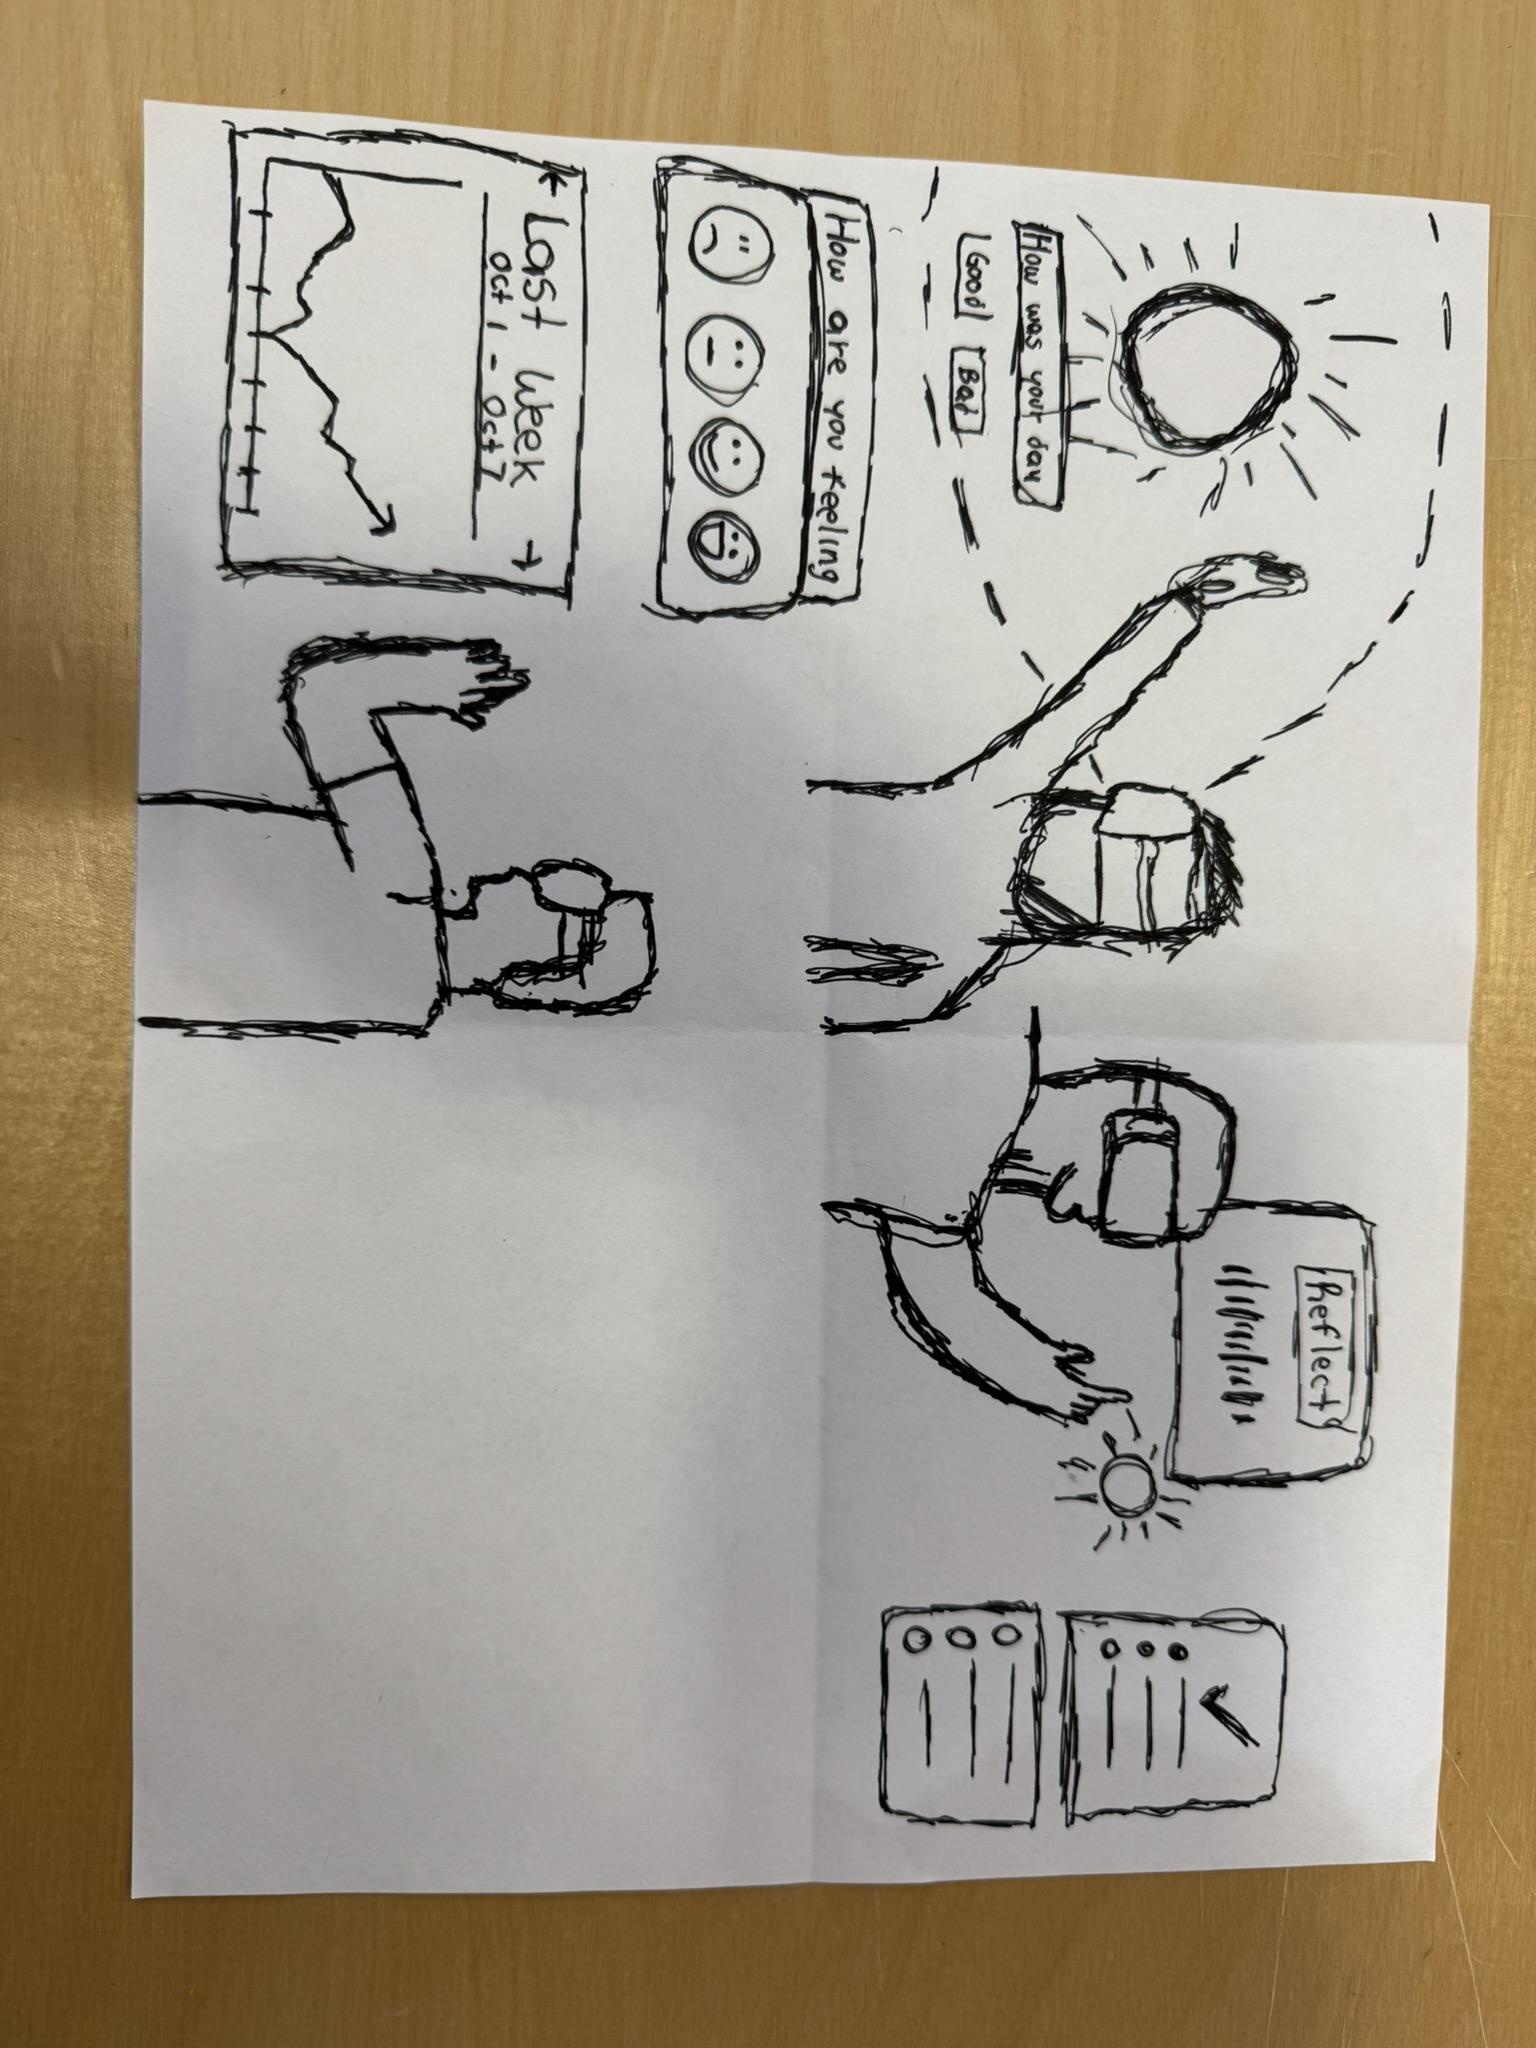 How was your day
Good Bad
Reflect
How are you feeling
Last Week
Oct 1 - Oct 7